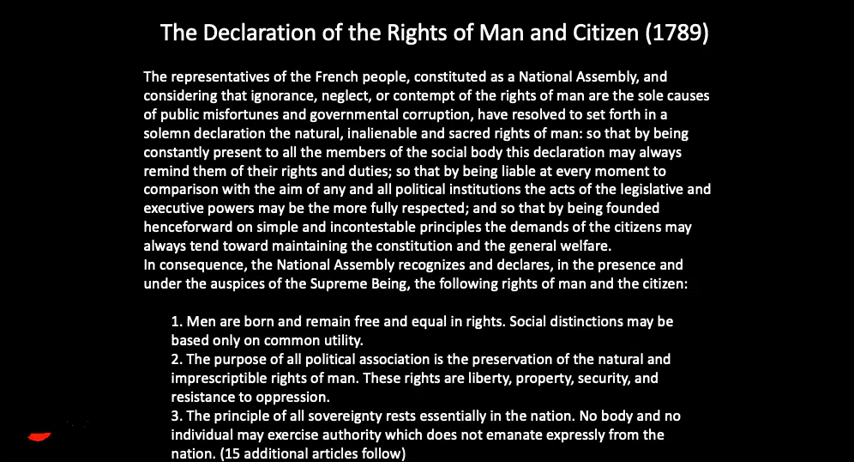 The Declaration of the Rights of Man and Citizen (1789)
The representatives of the French people, constituted as a National Assembly, and
considering that ignorance, neglect, or contempt of the rights of man are the sole causes
of public misfortunes and governmental corruption, have resolved to set forth in a
solemn declaration the natural, inalienable and sacred rights of man: so that by being
constantly present to all the members of the social body this declaration may always
remind them of their rights and duties; so that by being liable at every moment to
comparison with the aim of any and all political institutions the acts of the legislative and
executive powers may be the more fully respected; and so that by being founded
henceforward on simple and incontestable principles the demands of the citizens may
always tend toward maintaining the constitution and the general welfare.
In consequence, the National Assembly recognizes and declares, in the presence and
under the auspices of the Supreme Being, the following rights of man and the citizen:
1. Men are born and remain free and equal in rights. Social distinctions may be
based only on common utility.
2. The purpose of all political association is the preservation of the natural and
imprescriptible rights of man. These rights are liberty, property, security, and
resistance to oppression.
3. The principle of all sovereignty rests essentially in the nation. No body and no
individual may exercise authority which does not emanate expressly from the
nation. (15 additional articles follow)